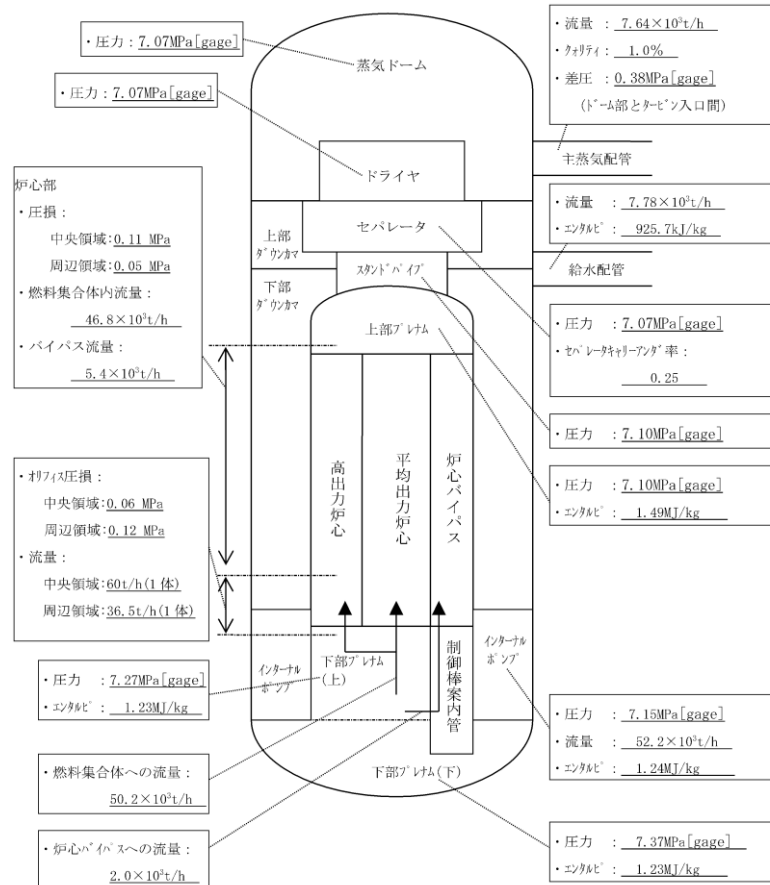 ・圧力：7.07MPa[gage]
・圧力：7.07MPa[gage]
炉心部
・圧損：
中央領域:0.11 MPa
周辺領域:0.05 MPa
・燃料集合体内流量：
46.8×10³t/h
・バイパス流量：
5.4×10³t/h
・ｵﾘﾌｨｽ圧損：
中央領域:0.06 MPa
周辺領域:0.12 MPa
・流量：
中央領域:60t/h(1体)
周辺領域:36.5t/h(1体)
・圧力：7.27MPa[gage]
・ｴﾝﾀﾙﾋﾟ：1.23MJ/kg
・燃料集合体への流量：
50.2×10³t/h
・炉心ﾊﾞｲﾊﾟｽへの流量：
2.0×10³t/h
蒸気ドーム
ドライヤ
セパレータ
ｽﾀﾝﾄﾞﾊﾟｲﾌﾟ
上部
ﾀﾞｳﾝｶﾏ
下部
ﾀﾞｳﾝｶﾏ
上部ﾌﾟﾚﾅﾑ
高出力炉心
平均出力炉心
炉心バイパス
ｲﾝﾀｰﾅﾙ
ﾎﾟﾝﾌﾟ
下部ﾌﾟﾚﾅﾑ
(上)
制御棒案内管
ｲﾝﾀｰﾅﾙ
ﾎﾟﾝﾌﾟ
下部ﾌﾟﾚﾅﾑ(下)
・流量：7.64×10³t/h
・ｸｫﾘﾃｨ：1.0%
・差圧：0.38MPa[gage]
(ﾄﾞｰﾑ部とﾀｰﾋﾞﾝ入口間)
主蒸気配管
・流量：7.78×10³t/h
・ｴﾝﾀﾙﾋﾟ：925.7kJ/kg
給水配管
・圧力：7.07MPa[gage]
・ｾﾊﾟﾚｰﾀｷｬﾘｰｱﾝﾀﾞ率：
0.25
・圧力：7.10MPa[gage]
・圧力：7.10MPa[gage]
・ｴﾝﾀﾙﾋﾟ：1.49MJ/kg
・圧力：7.15MPa[gage]
・流量：52.2×10³t/h
・ｴﾝﾀﾙﾋﾟ：1.24MJ/kg
・圧力：7.37MPa[gage]
・ｴﾝﾀﾙﾋﾟ：1.23MJ/kg